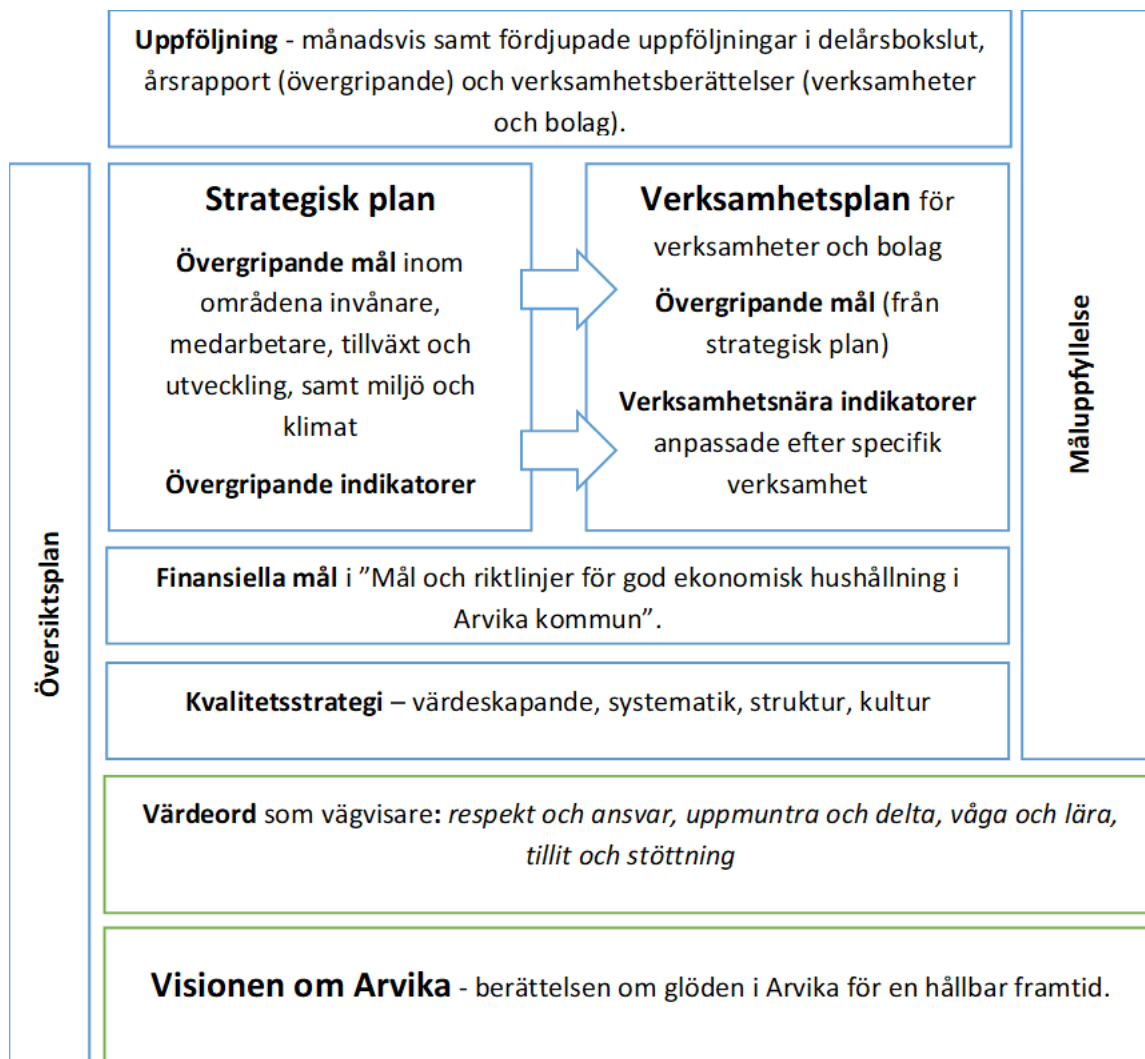 Uppföljning - månadsvis samt fördjupade uppföljningar i delårsbokslut,
årsrapport (övergripande) och verksamhetsberättelser (verksamheter
och bolag).
Översiktsplan
Strategisk plan
Övergripande mål inom
områdena invånare,
medarbetare, tillväxt och
utveckling, samt miljö och
klimat
Övergripande indikatorer
Verksamhetsplan för
verksamheter och bolag
Övergripande mål (från
strategisk plan)
Verksamhetsnära indikatorer
anpassade efter specifik
verksamhet
Måluppfyllelse
Finansiella mål i ”Mål och riktlinjer för god ekonomisk hushållning i
Arvika kommun”.
Kvalitetsstrategi – värdeskapande, systematik, struktur, kultur
Värdeord som vägvisare: respekt och ansvar, uppmuntra och delta, våga och lära,
tillit och stöttning
Visionen om Arvika - berättelsen om glöden i Arvika för en hållbar framtid.